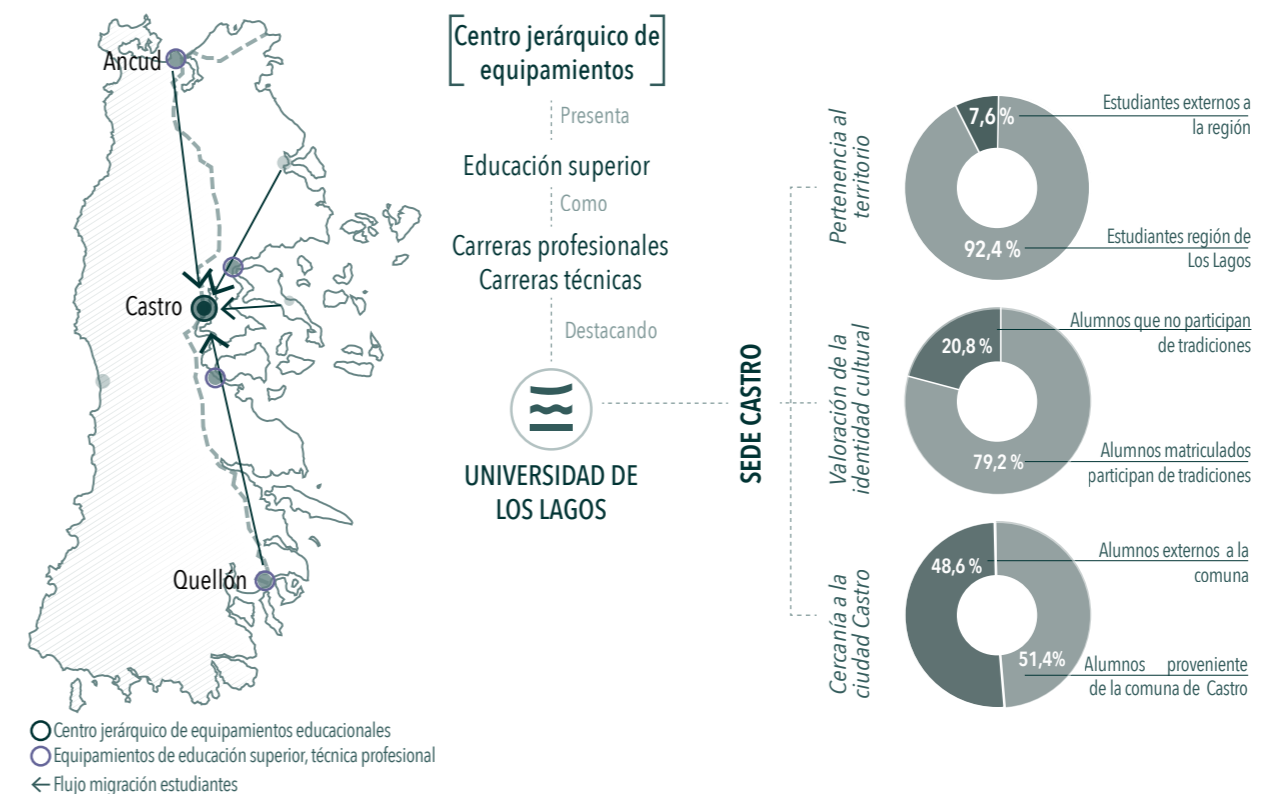 Ancud
Castro
Quellón
Centro jerárquico de equipamientos educacionales
Equipamientos de educación superior, técnica profesional
Flujo migración estudiantes
Centro jerárquico de
equipamientos
Presenta
Educación superior
Como
Carreras profesionales
Carreras técnicas
Destacando
UNIVERSIDAD DE
LOS LAGOS
SEDE CASTRO
Pertenencia al
territorio
7,6 %
Estudiantes externos a
la región
92,4 %
Estudiantes región de
Los Lagos
Valoración de la
identidad cultural
20,8 %
Alumnos que no participan
de tradiciones
79,2 %
Alumnos matriculados
participan de tradiciones
Cercanía a la
ciudad Castro
48,6 %
Alumnos externos a la
comuna
51,4%
Alumnos proveniente
de la comuna de Castro